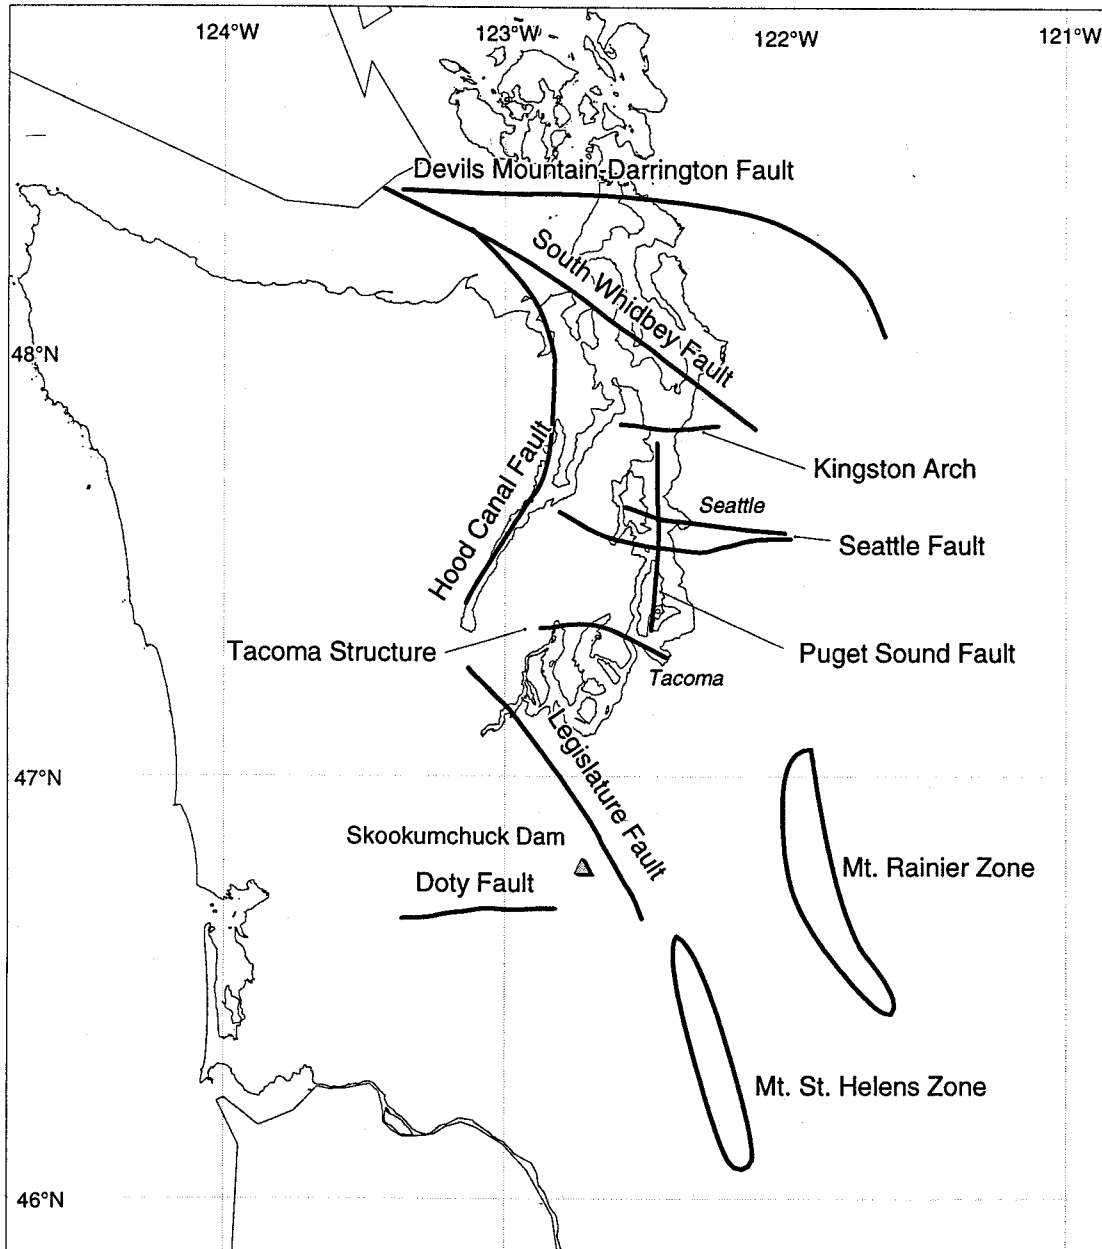 124°W
123°W
122°W
121°W
Devils Mountain-Darrington Fault
South Whidbey Fault
48°N
Hood Canal Fault
Kingston Arch
Seattle
Seattle Fault
Tacoma Structure
Puget Sound Fault
Tacoma
Legislature Fault
47°N
Skookumchuck Dam
Doty Fault
Mt. Rainier Zone
Mt. St. Helens Zone
46°N